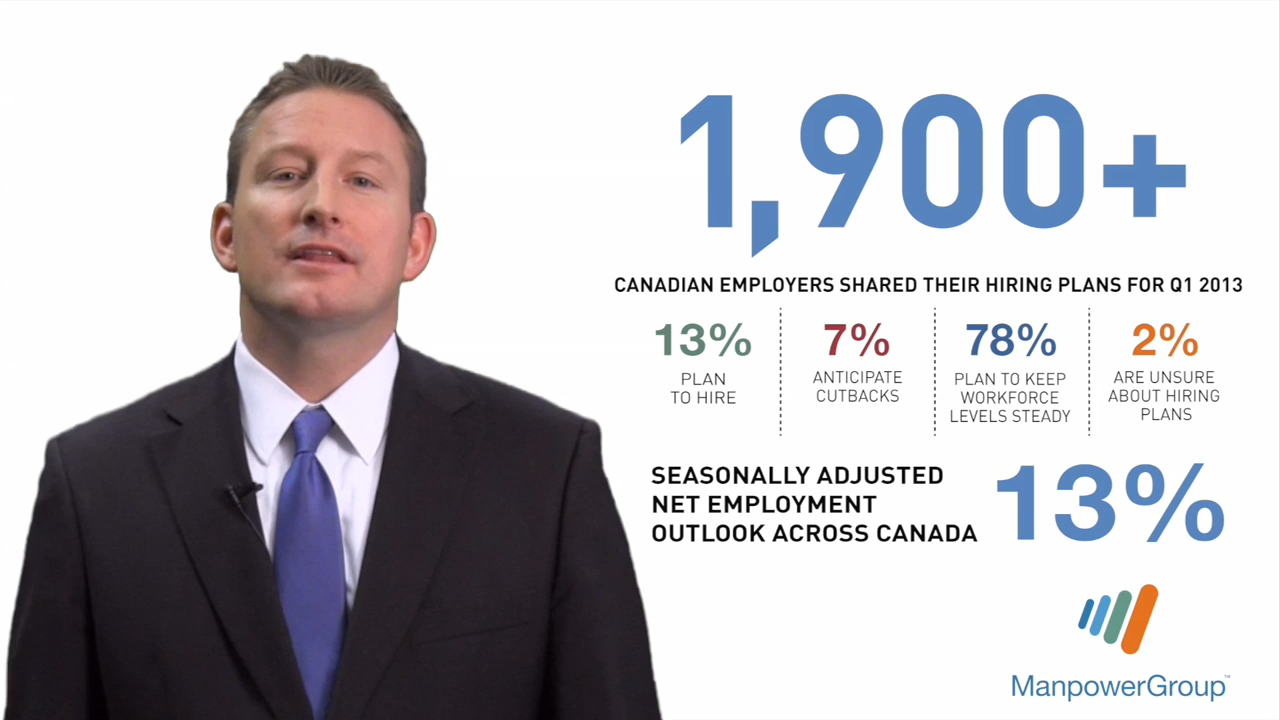 1,900+
CANADIAN EMPLOYERS SHARED THEIR HIRING PLANS FOR Q1 2013
13%
PLAN
TO HIRE
7%
ANTICIPATE
CUTBACKS
78%
PLAN TO KEEP
WORKFORCE
LEVELS STEADY
2%
ARE UNSURE
ABOUT HIRING
PLANS
SEASONALLY ADJUSTED
NET EMPLOYMENT
OUTLOOK ACROSS CANADA
13%
ManpowerGroup™